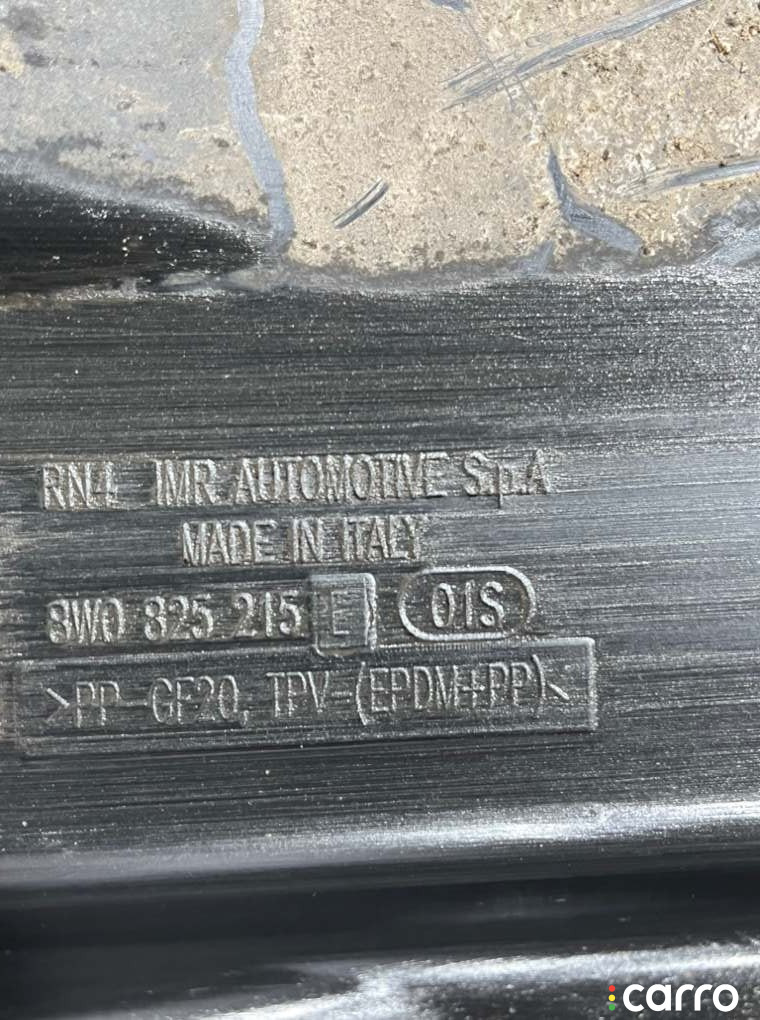 RN4 IMR AUTOMOTIVE S.p.A
MADE IN ITALY
8W0 825 215 E 01S
>PP-GF20, TPV-(EPDM+PP)<
carro